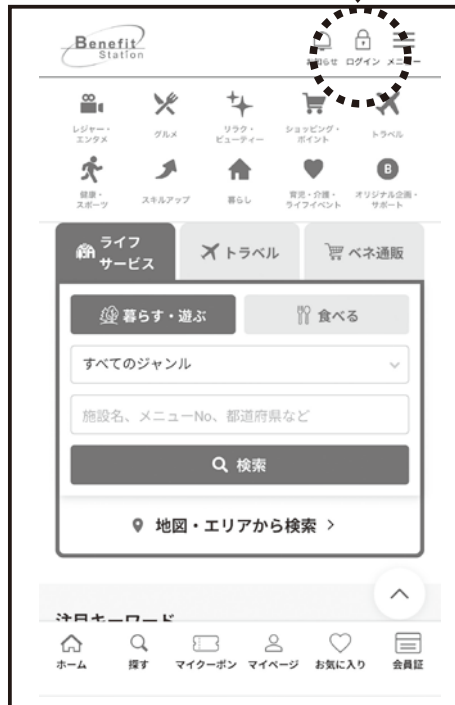 Benefit
Station
お知らせ ログイン メニュー
レジャー・
エンタメ
グルメ
リラク・
ビューティー
ショッピング・
ポイント
トラベル
健康・
スポーツ
スキルアップ
暮らし
育児・介護・
ライフイベント
B
オリジナル企画・
サポート
ライフ
サービス
トラベル
ベネ通販
暮らす・遊ぶ
食べる
すべてのジャンル
施設名、メニューNo、都道府県など
検索
地図・エリアから検索 >
注目キーワード
ホーム 探す マイクーポン マイページ お気に入り 会員証